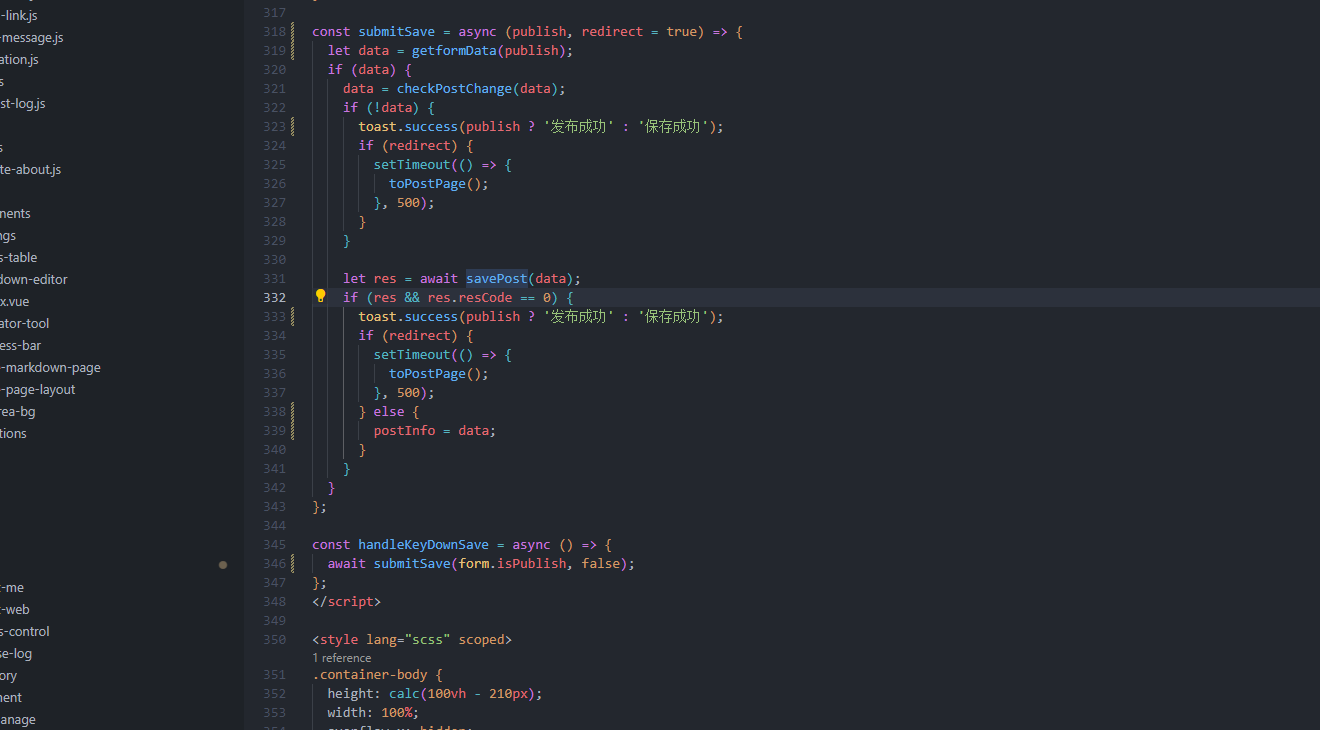 -link.js
-message.js
ation.js
s
st-log.js
s
te-about.js
nents
ngs
s-table
down-editor
x.vue
ator-tool
ess-bar
-markdown-page
-page-layout
rea-bg
tions
-me
-web
s-control
se-log
ory
nent
anage
317
318 const submitSave = async (publish, redirect = true) => {
319 let data = getformData(publish);
320 if (data) {
321 data = checkPostChange(data);
322 if (!data) {
323 toast.success(publish ? '发布成功' : '保存成功');
324 if (redirect) {
325 setTimeout(() => {
326 toPostPage();
327 }, 500);
328 }
329 }
330
331 let res = await savePost(data);
332 if (res && res.resCode == 0) {
333 toast.success(publish ? '发布成功' : '保存成功');
334 if (redirect) {
335 setTimeout(() => {
336 toPostPage();
337 }, 500);
338 } else {
339 postInfo = data;
340 }
341 }
342 }
343 };
344
345 const handleKeyDownSave = async () => {
346 await submitSave(form.isPublish, false);
347 };
348 </script>
349
350 <style lang="scss" scoped>
1 reference
351 .container-body {
352 height: calc(100vh - 210px);
353 width: 100%;